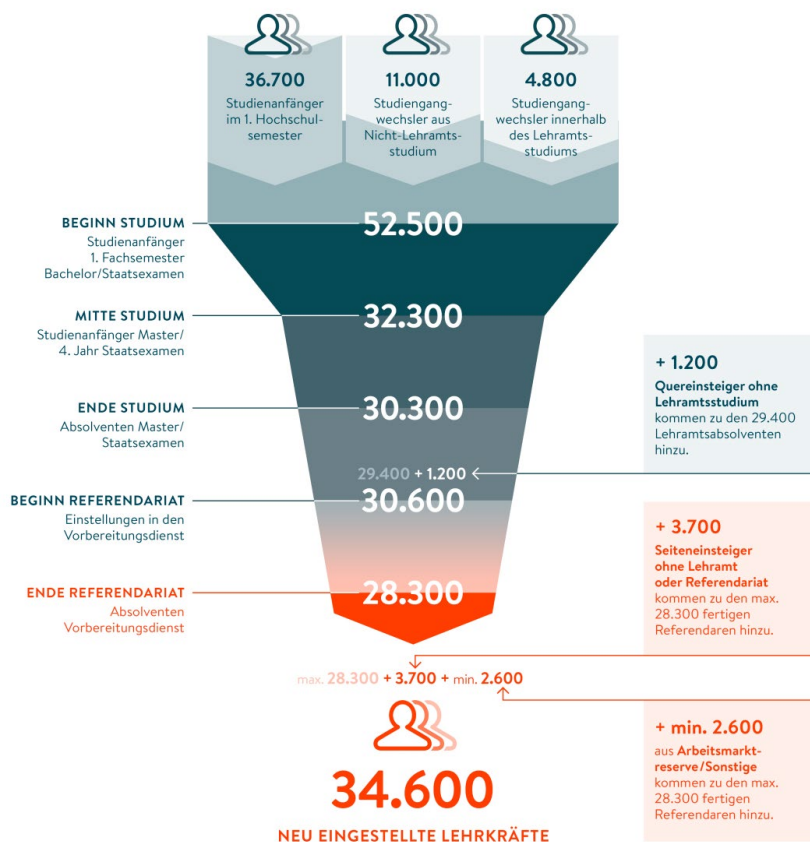 36.700
Studienanfänger
im 1. Hochschul-
semester
11.000
Studiengang-
wechsler aus
Nicht-Lehramts-
studium
4.800
Studiengang-
wechsler innerhalb
des Lehramts-
studiums
BEGINN STUDIUM
Studienanfänger
1. Fachsemester
Bachelor/Staatsexamen
52.500
MITTE STUDIUM
Studienanfänger Master/
4. Jahr Staatsexamen
32.300
ENDE STUDIUM
Absolventen Master/
Staatsexamen
30.300
+ 1.200
Quereinsteiger ohne
Lehramtsstudium
kommen zu den 29.400
Lehramtsabsolventen
hinzu.
29.400 + 1.200
BEGINN REFERENDARIAT
Einstellungen in den
Vorbereitungsdienst
30.600
ENDE REFERENDARIAT
Absolventen
Vorbereitungsdienst
28.300
+ 3.700
Seiteneinsteiger
ohne Lehramt
oder Referendariat
kommen zu den max.
28.300 fertigen
Referendaren hinzu.
max. 28.300 + 3.700 + min. 2.600
+ min. 2.600
aus Arbeitsmarkt-
reserve/Sonstige
kommen zu den max.
28.300 fertigen
Referendaren hinzu.
34.600
NEU EINGESTELLTE LEHRKRÄFTE